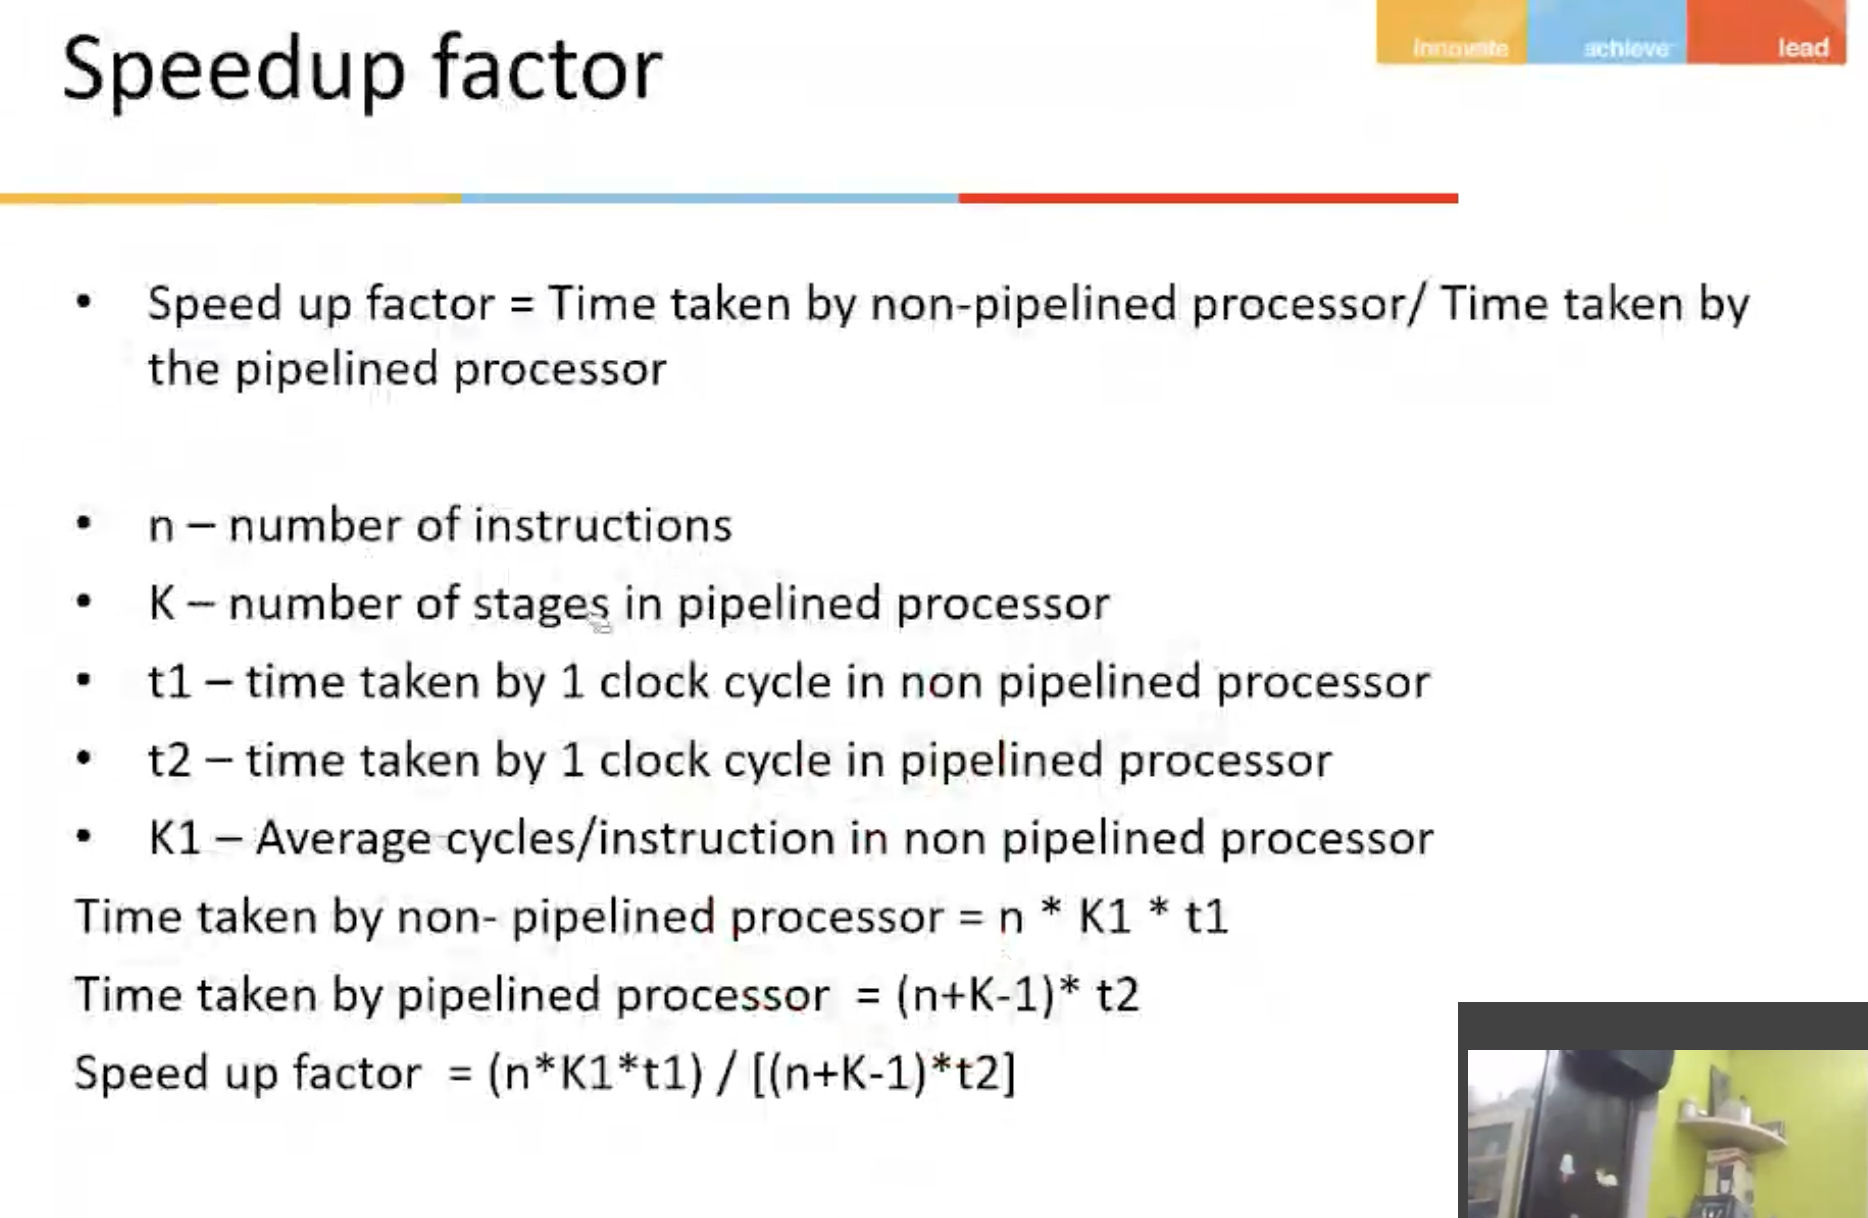 Speedup factor
innovate achieve lead
• Speed up factor = Time taken by non-pipelined processor/ Time taken by
the pipelined processor
• n – number of instructions
• K – number of stages in pipelined processor
• t1 – time taken by 1 clock cycle in non pipelined processor
• t2 – time taken by 1 clock cycle in pipelined processor
• K1 – Average cycles/instruction in non pipelined processor
Time taken by non- pipelined processor = n * K1 * t1
Time taken by pipelined processor = (n+K-1)* t2
Speed up factor = (n*K1*t1) / [(n+K-1)*t2]